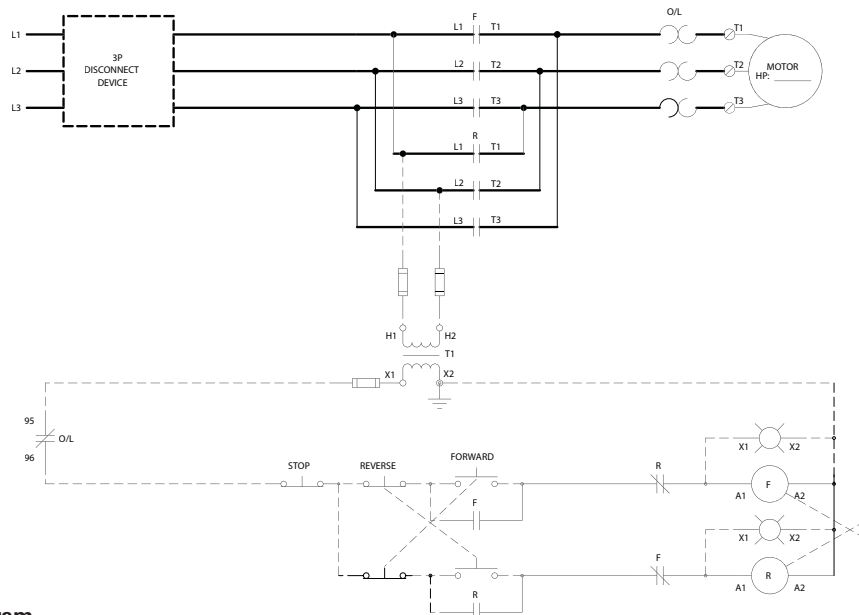 F
O/L
L1
L1
T1
T1
3P
DISCONNECT
DEVICE
L2
L2
T2
T2
MOTOR
HP:
L3
L3
T3
T3
R
L1
T1
L2
T2
L3
T3
H1
H2
T1
X1
X2
95
O/L
96
X1
X2
STOP
REVERSE
FORWARD
R
F
A1
A2
F
X1
X2
F
R
A1
A2
R